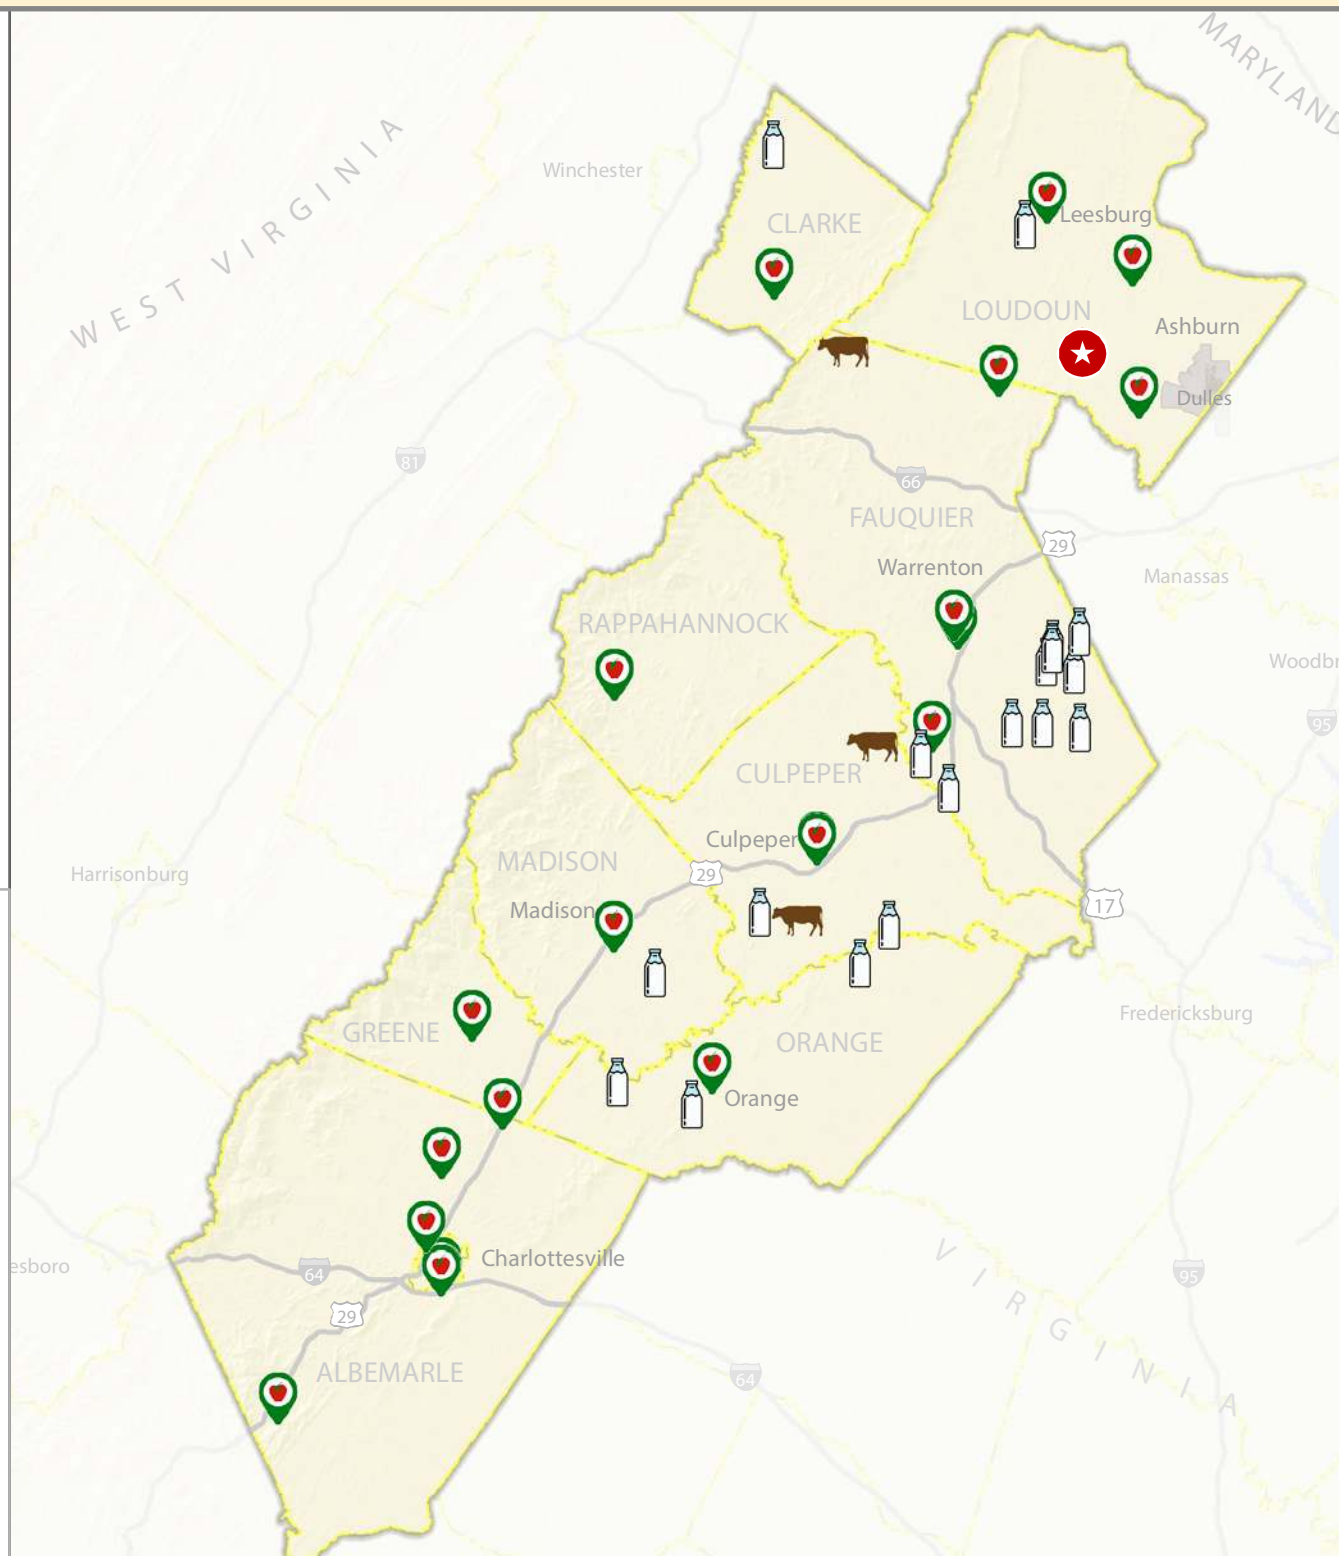 MARYLAND
WEST VIRGINIA
Winchester
CLARKE
Leesburg
LOUDOUN
Ashburn
Dulles
81
66
FAUQUIER
29
Warrenton
Manassas
RAPPAHANNOCK
Woodbr
95
CULPEPER
Culpeper
MADISON
29
Harrisonburg
17
Madison
Fredericksburg
GREENE
ORANGE
Orange
Charlottesville
esboro
64
95
VIRGINIA
29
ALBEMARLE
64